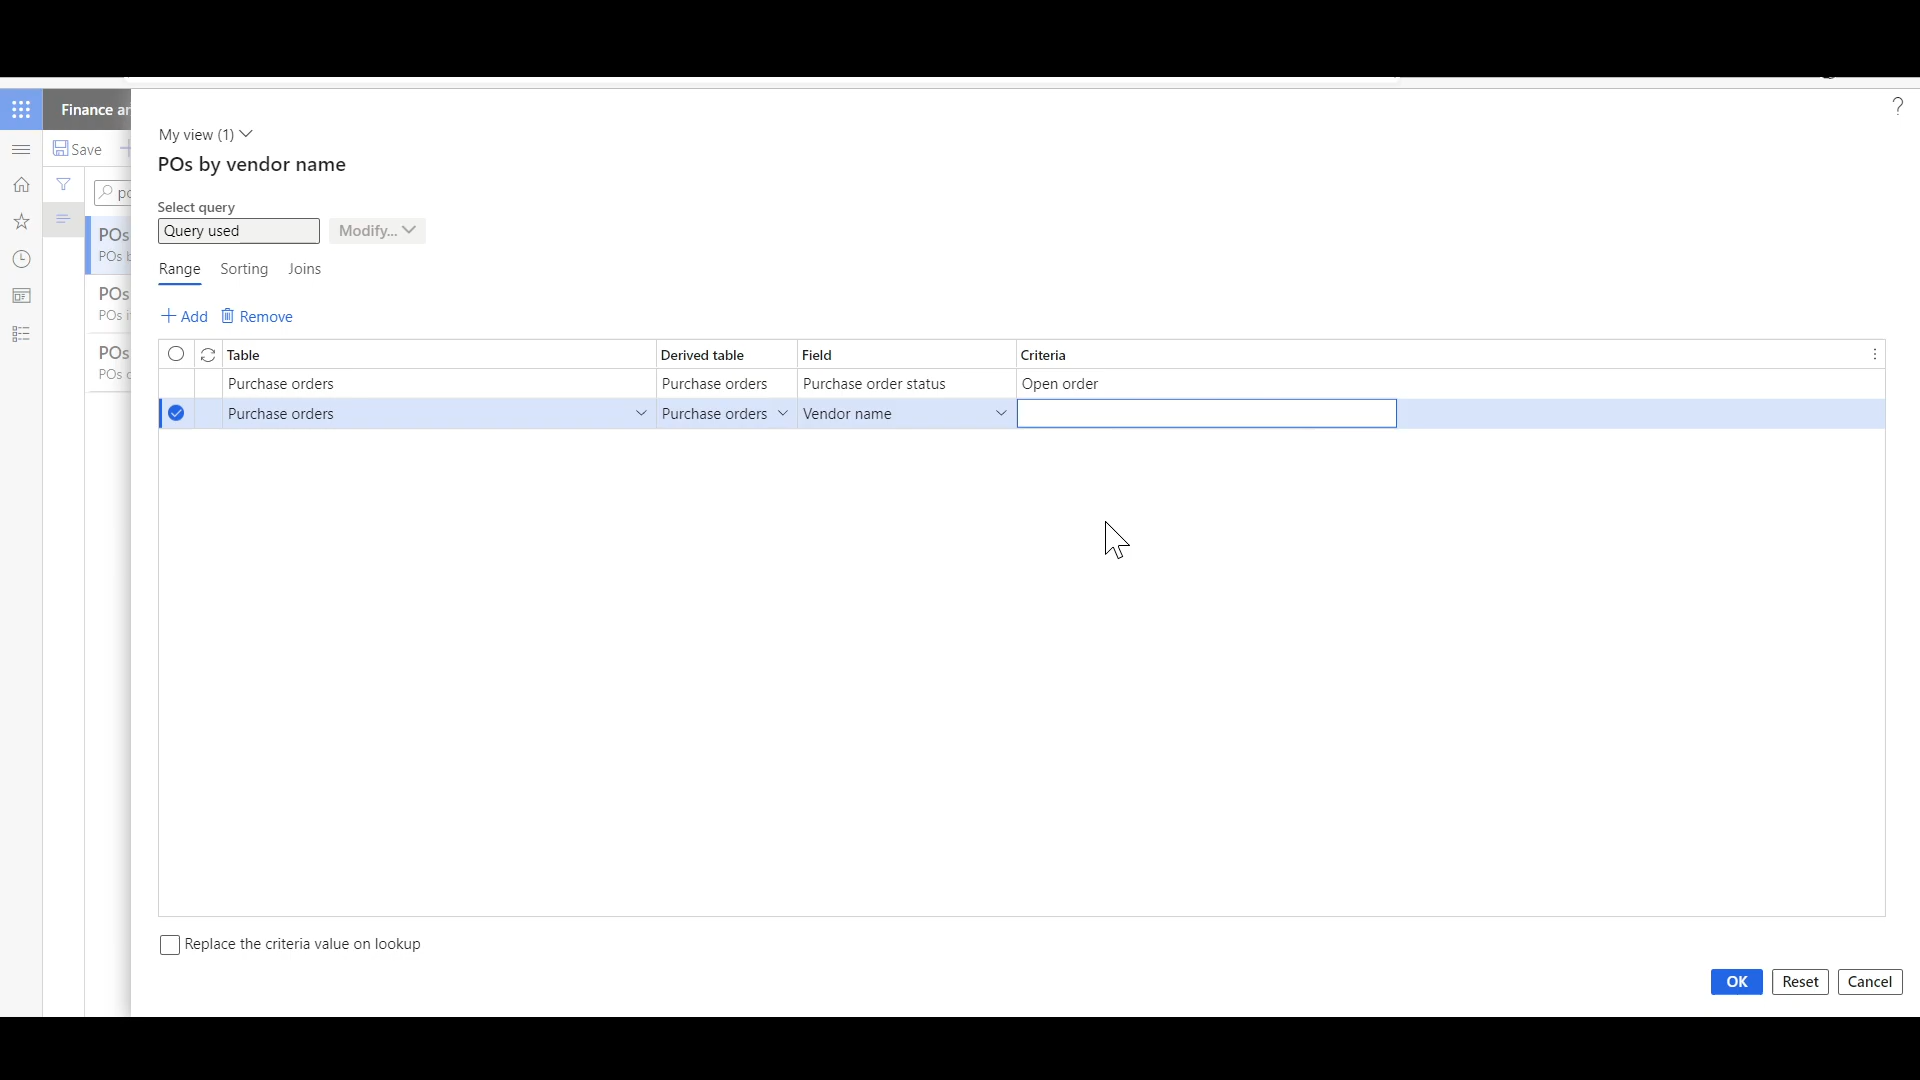 Finance ar
?
My view (1)
Save
POs by vendor name
po
Select query
Query used
Modify...
POs
POs b
Range Sorting Joins
POs
POs i
Add Remove
POs
POs c
Table Derived table Field Criteria
Purchase orders Purchase orders Purchase order status Open order
Purchase orders Purchase orders Vendor name
Replace the criteria value on lookup
OK Reset Cancel